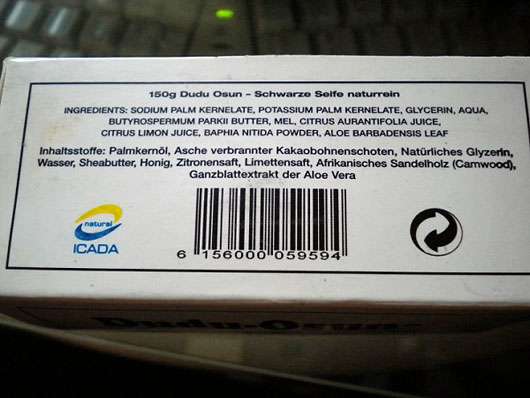 150g Dudu Osun - Schwarze Seife naturrein
INGREDIENTS: SODIUM PALM KERNELATE, POTASSIUM PALM KERNELATE, GLYCERIN, AQUA,
BUTYROSPERMUM PARKII BUTTER, MEL, CITRUS AURANTIFOLIA JUICE,
CITRUS LIMON JUICE, BAPHIA NITIDA POWDER, ALOE BARBADENSIS LEAF
Inhaltsstoffe: Palmkernöl, Asche verbrannter Kakaobohnenschoten, Natürliches Glyzerin,
Wasser, Sheabutter, Honig, Zitronensaft, Limettensaft, Afrikanisches Sandelholz (Camwood),
Ganzblattextrakt der Aloe Vera
natural
ICADA
6 156000 059594
Dudu-Osun